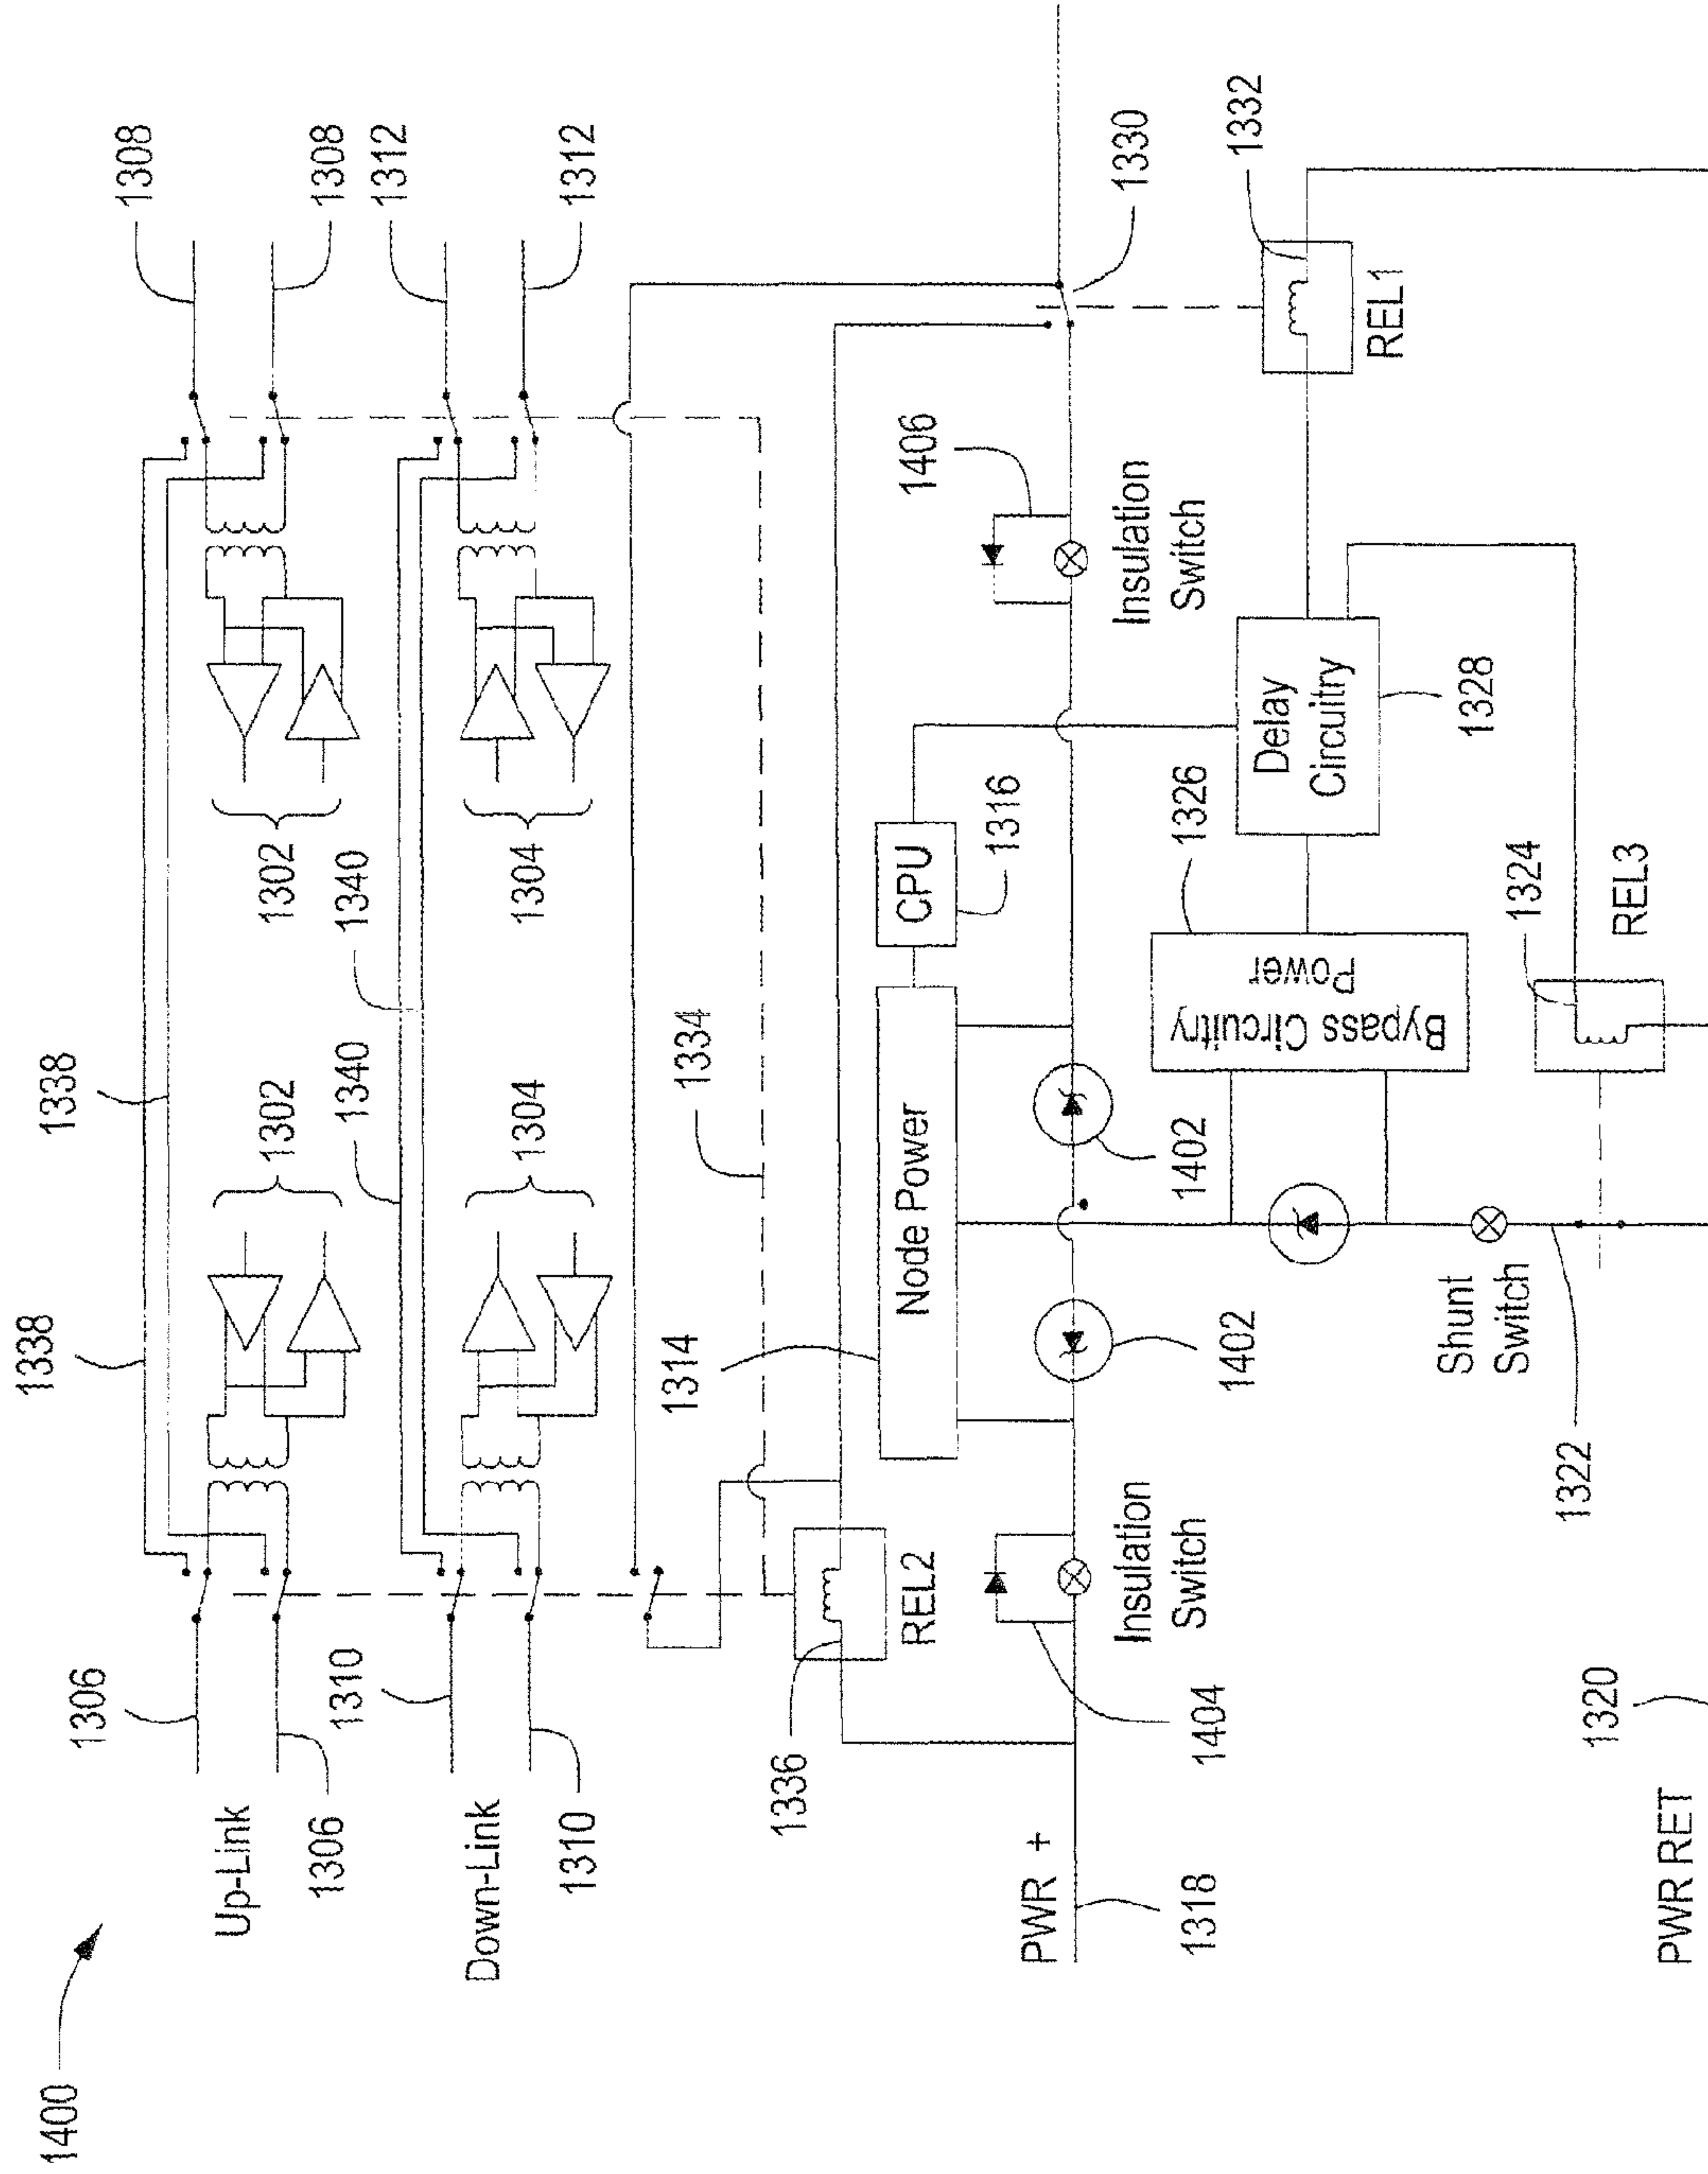 1400
Up-Link
1306
1306
1338
1338
1302
1302
1308
1308
Down-Link
1310
1310
1340
1340
1304
1304
1312
1312
1334
1336
REL2
1314
Node Power
CPU
1316
PWR +
1318
1404
Insulation
Switch
1402
1402
1406
Insulation
Switch
1330
1332
REL1
Delay
Circuitry
1328
1326
Bypass Circuitry
Power
1324
REL3
Shunt
Switch
1322
1320
PWR RET